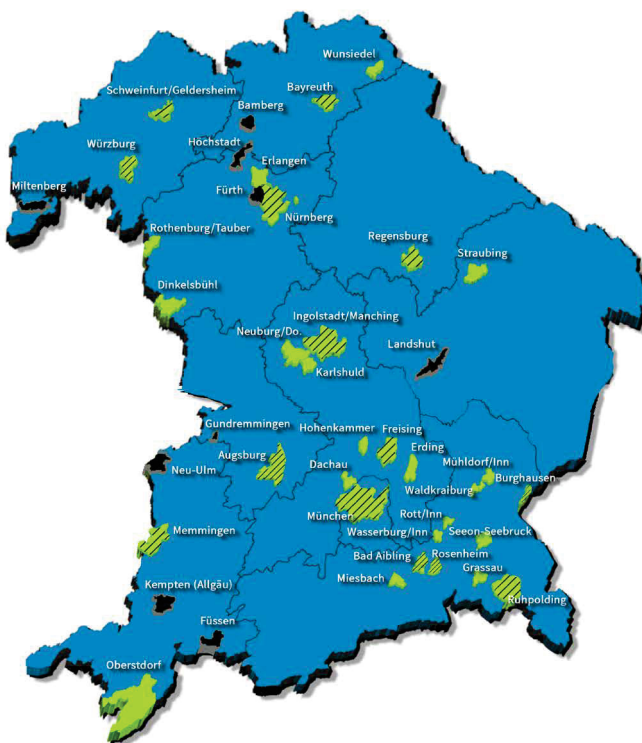 Wunsiedel
Schweinfurt/Geldersheim
Bayreuth
Bamberg
Höchstadt
Würzburg
Erlangen
Miltenberg
Fürth
Nürnberg
Rothenburg/Tauber
Regensburg
Straubing
Dinkelsbühl
Ingolstadt/Manching
Neuburg/Do.
Landshut
Karlshuld
Gundremmingen
Hohenkammer
Freising
Augsburg
Erding
Neu-Ulm
Dachau
Mühldorf/Inn
Burghausen
Waldkraiburg
München
Rott/Inn
Memmingen
Wasserburg/Inn
Seeon-Seebruck
Bad Aibling
Rosenheim
Grassau
Kempten (Allgäu)
Miesbach
Ruhpolding
Füssen
Oberstdorf